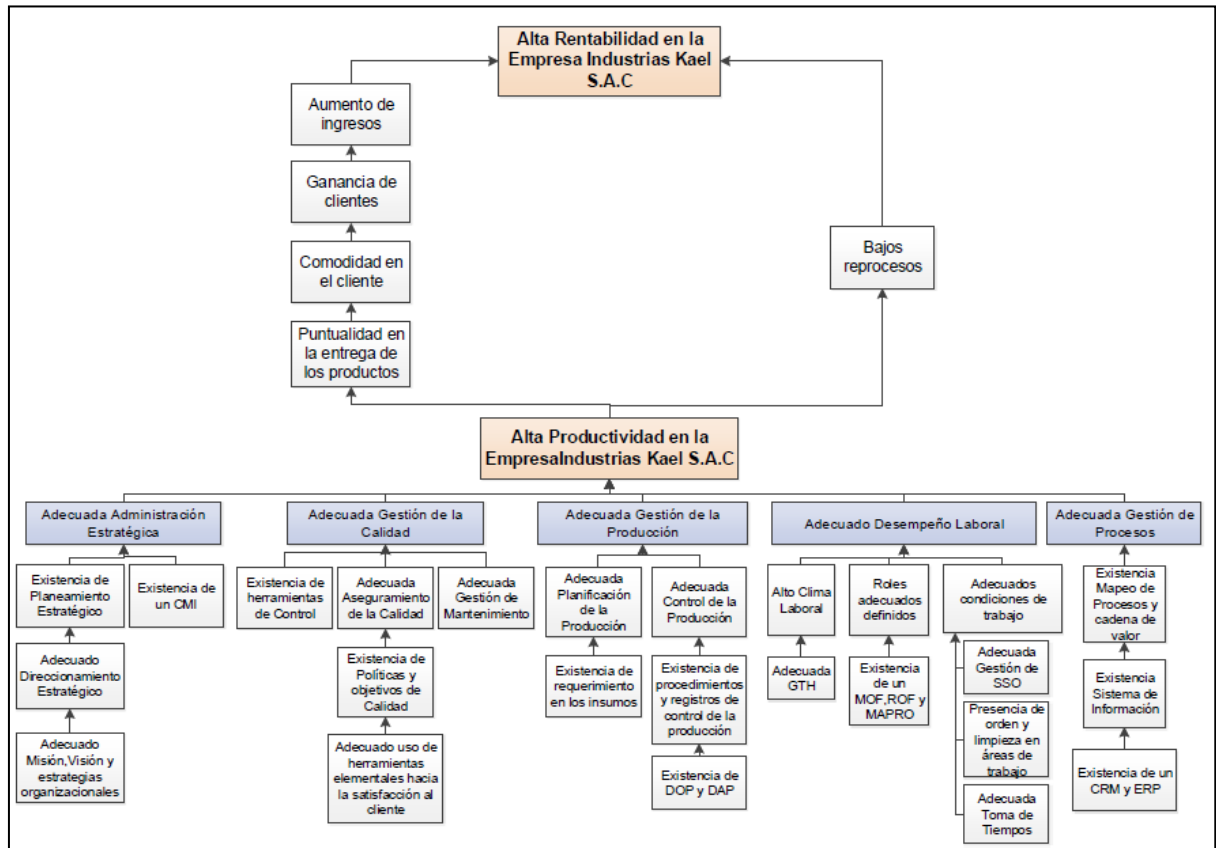 Alta Rentabilidad en la
Empresa Industrias Kael
S.A.C
Aumento de
ingresos
Ganancia de
clientes
Comodidad en
el cliente
Puntualidad en
la entrega de
los productos
Bajos
reprocesos
Alta Productividad en la
EmpresaIndustrias Kael S.A.C
Adecuada Administración
Estratégica
Adecuada Gestión de la
Calidad
Adecuada Gestión de la
Producción
Adecuado Desempeño Laboral
Adecuada Gestión de
Procesos
Existencia de
Planeamiento
Estratégico
Existencia de
un CMI
Existencia de
herramientas
de Control
Adecuada
Aseguramiento
de la Calidad
Adecuada
Gestión de
Mantenimiento
Adecuada
Planificación
de la
Producción
Adecuada
Control de la
Producción
Alto Clima
Laboral
Roles
adecuados
definidos
Adecuados
condiciones de
trabajo
Existencia
Mapeo de
Procesos y
cadena de
valor
Adecuado
Direccionamiento
Estratégico
Existencia de
Políticas y
objetivos de
Calidad
Existencia de
requerimiento
en los insumos
Existencia de
procedimientos
y registros de
control de la
producción
Adecuada
GTH
Existencia de
un MOF,ROF y
MAPRO
Adecuada
Gestión de
SSO
Existencia
Sistema de
Información
Adecuado
Misión,Visión y
estrategias
organizacionales
Adecuado uso de
herramientas
elementales hacia
la satisfacción al
cliente
Existencia de
DOP y DAP
Presencia de
orden y
limpieza en
áreas de
trabajo
Existencia de un
CRM y ERP
Adecuada
Toma de
Tiempos